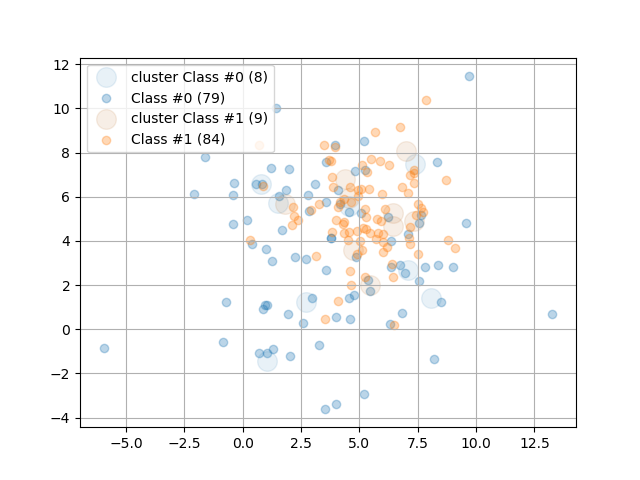 cluster Class #0 (8)
Class #0 (79)
cluster Class #1 (9)
Class #1 (84)
12
10
8
6
4
2
0
−2
−4
−5.0 −2.5 0.0 2.5 5.0 7.5 10.0 12.5